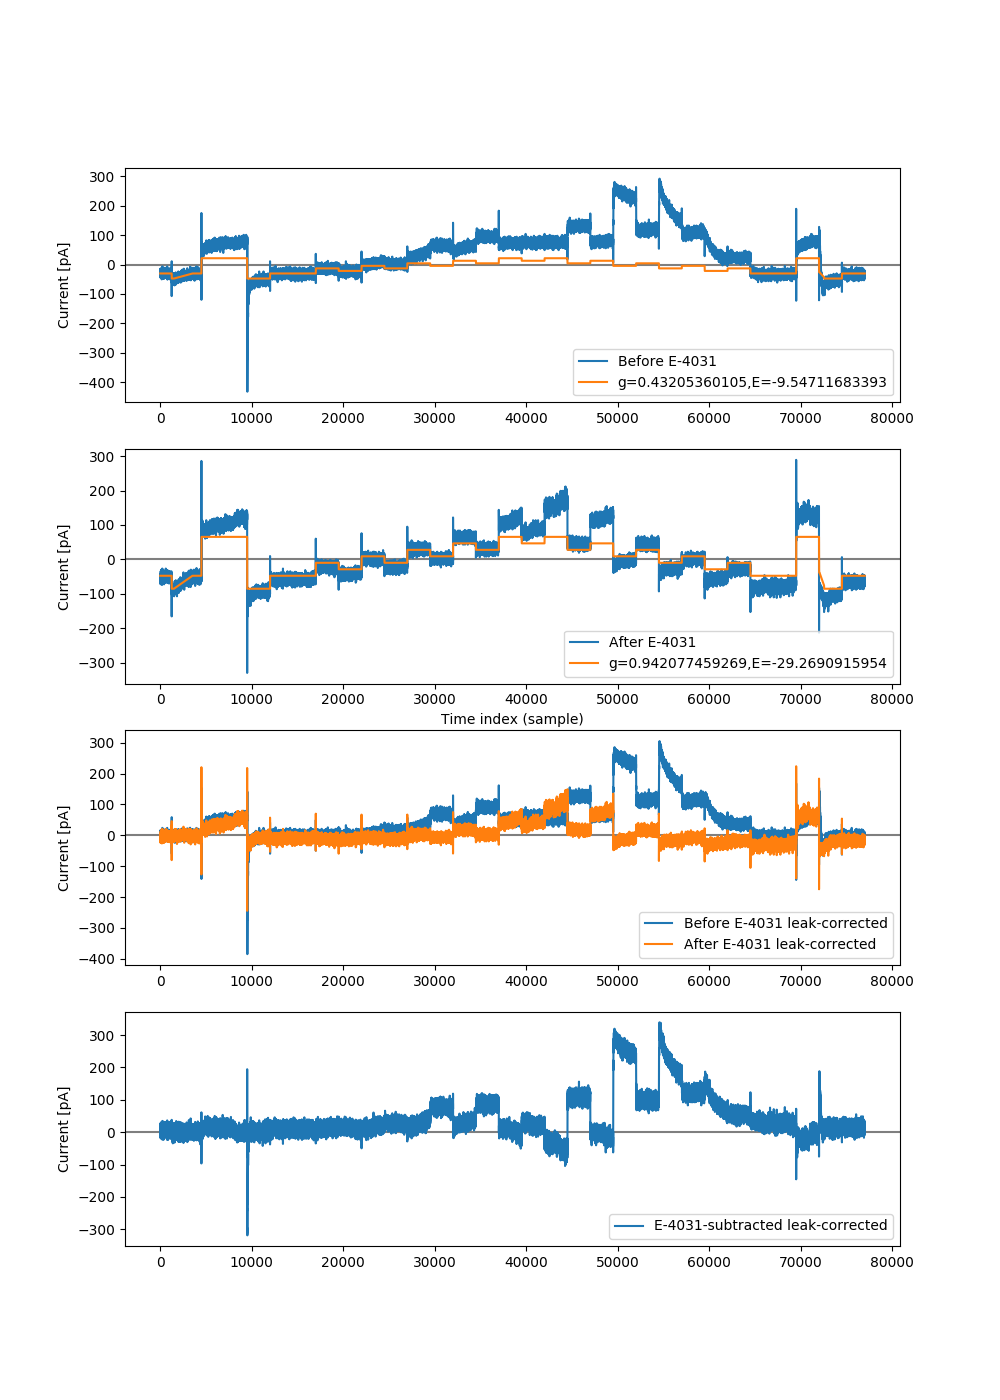 300
200
100
0
−100
−200
−300
−400
Current [pA]
Before E-4031
g=0.43205360105,E=-9.54711683393
0 10000 20000 30000 40000 50000 60000 70000 80000
300
200
100
0
−100
−200
−300
Current [pA]
After E-4031
g=0.942077459269,E=-29.2690915954
0 10000 20000 30000 40000 50000 60000 70000 80000
Time index (sample)
300
200
100
0
−100
−200
−300
−400
Current [pA]
Before E-4031 leak-corrected
After E-4031 leak-corrected
0 10000 20000 30000 40000 50000 60000 70000 80000
300
200
100
0
−100
−200
−300
Current [pA]
E-4031-subtracted leak-corrected
0 10000 20000 30000 40000 50000 60000 70000 80000